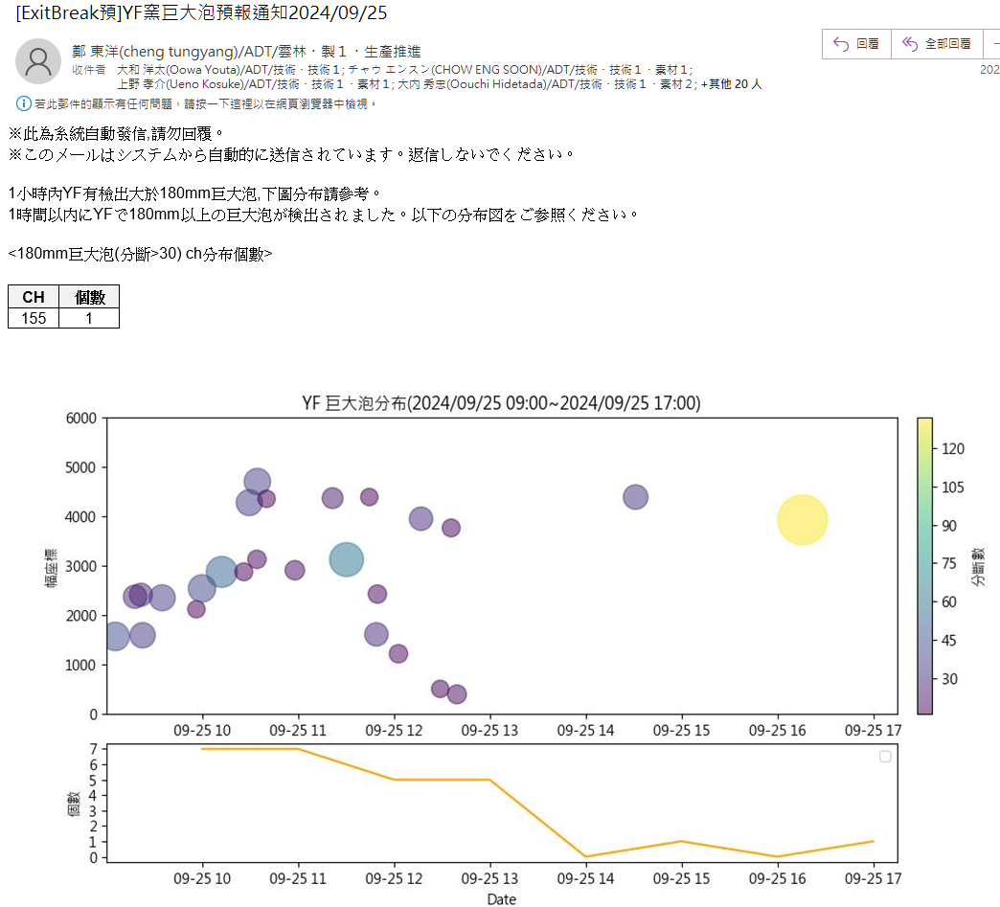 [ExitBreak預]YF窯巨大泡預報通知2024/09/25
鄭 東洋(cheng tungyang)/ADT/雲林．製１．生產推進
回覆
全部回覆
收件者 大和 洋太(Oowa Youta)/ADT/技術．技術１; チャウ エンスン(CHOW ENG SOON)/ADT/技術．技術１．素材１;
202
上野 孝介(Ueno Kosuke)/ADT/技術．技術１．素材１; 大内 秀忠(Oouchi Hidetada)/ADT/技術．技術１．素材２; +其他 20 人
若此郵件的顯示有任何問題，請按一下這裡以在網頁瀏覽器中檢視。
※此為系統自動發信,請勿回覆。
※このメールはシステムから自動的に送信されています。返信しないでください。
1小時內YF有檢出大於180mm巨大泡,下圖分布請參考。
1時間以内にYFで180mm以上の巨大泡が検出されました。以下の分布図をご参照ください。
<180mm巨大泡(分斷>30) ch分布個數>
CH 個數
155 1
YF 巨大泡分布(2024/09/25 09:00~2024/09/25 17:00)
6000
5000
4000
3000
2000
1000
0
幅座標
09-25 10 09-25 11 09-25 12 09-25 13 09-25 14 09-25 15 09-25 16 09-25 17
120
105
90
75
60
45
30
分斷數
7
6
5
4
3
2
1
0
個數
09-25 10 09-25 11 09-25 12 09-25 13 09-25 14 09-25 15 09-25 16 09-25 17
Date